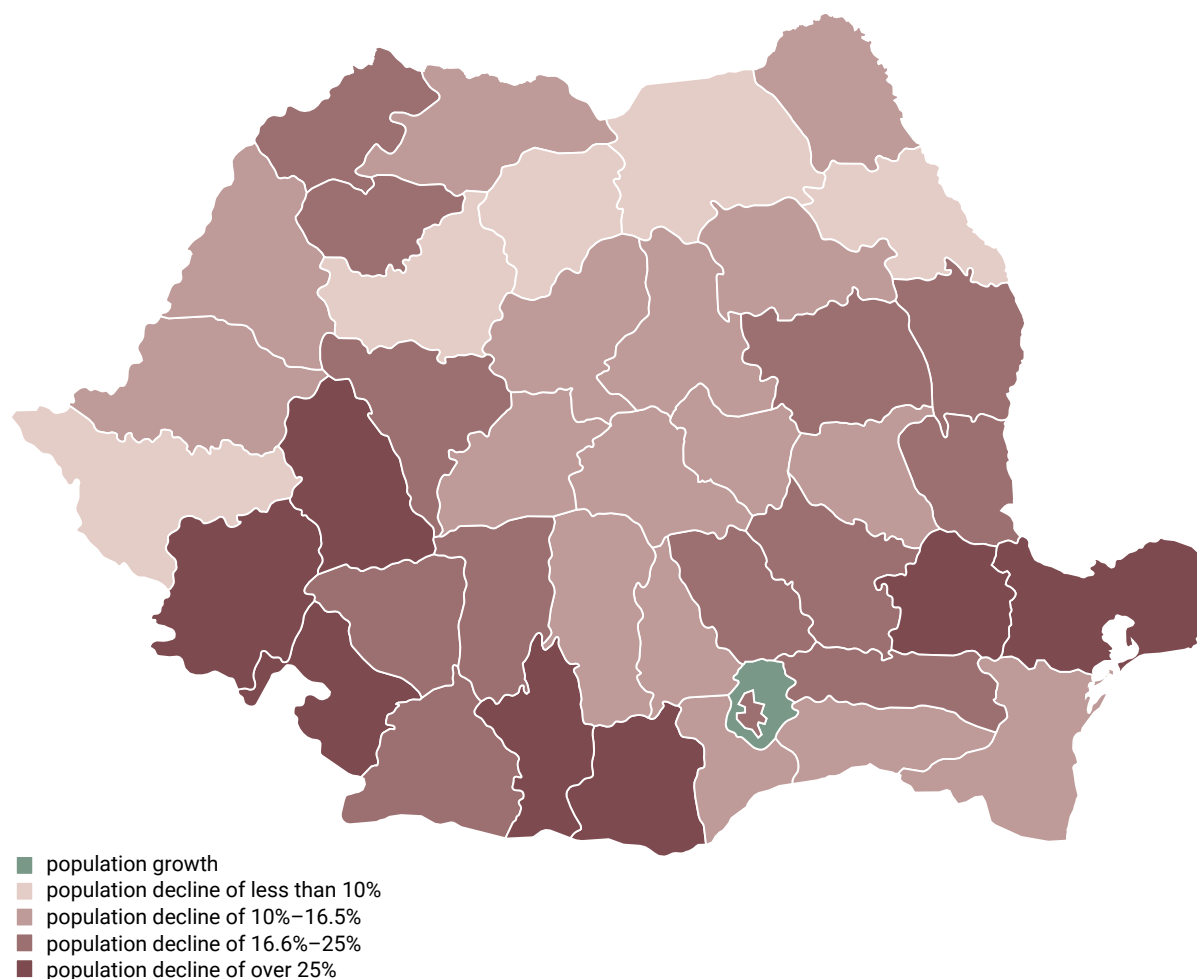 population growth
population decline of less than 10%
population decline of 10%–16.5%
population decline of 16.6%–25%
population decline of over 25%